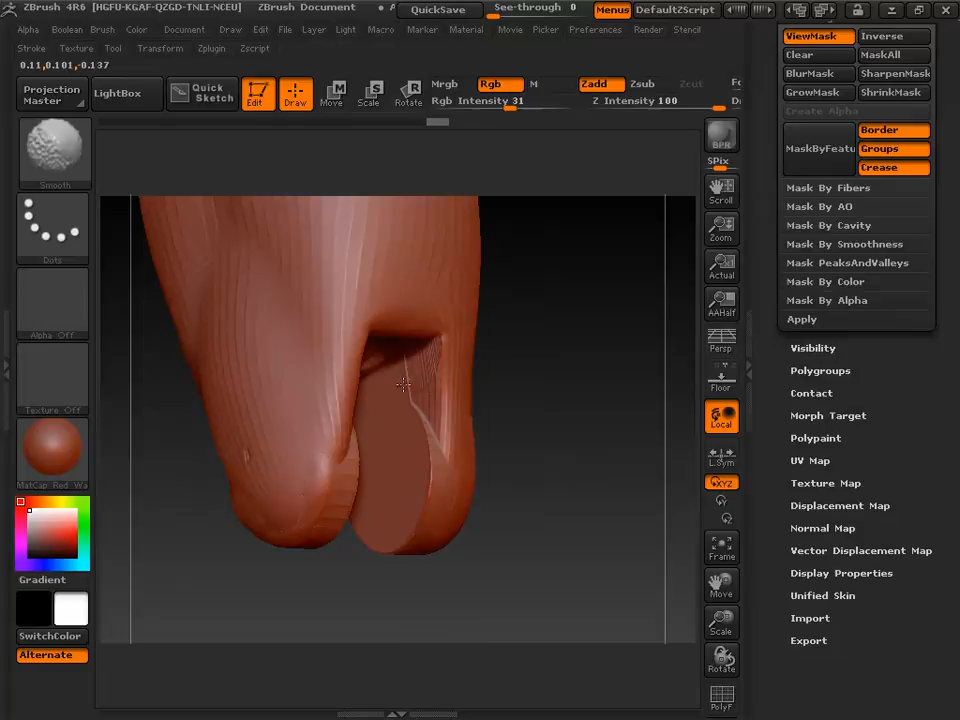 ZBrush 4R6 [HGFU-KGAF-QZGD-TNLI-NCEU] ZBrush Document QuickSave See-through 0 Menus DefaultZScript
Alpha Boolean Brush Color Document Draw Edit File Layer Light Macro Marker Material Movie Picker Preferences Render Stencil
Stroke Texture Tool Transform Zplugin Zscript
0.11,0.101,-0.137
Projection Master
LightBox
Quick Sketch
Edit
Draw
Move
Scale
Rotate
Mrgb Rgb M Zadd Zsub Zcut
Rgb Intensity 31 Z Intensity 100
Smooth
Dots
Alpha Off
Texture Off
MatCap Red Wa
Gradient
SwitchColor
Alternate
BPR
SPix
Scroll
Zoom
Actual
AAHalf
Persp
Floor
Local
L.Sym
XYZ
Frame
Move
Scale
Rotate
PolyF
ViewMask Inverse
Clear MaskAll
BlurMask SharpenMask
GrowMask ShrinkMask
Create Alpha
MaskByFeatu
Border
Groups
Crease
Mask By Fibers
Mask By AO
Mask By Cavity
Mask By Smoothness
Mask PeaksAndValleys
Mask By Color
Mask By Alpha
Apply
Visibility
Polygroups
Contact
Morph Target
Polypaint
UV Map
Texture Map
Displacement Map
Normal Map
Vector Displacement Map
Display Properties
Unified Skin
Import
Export